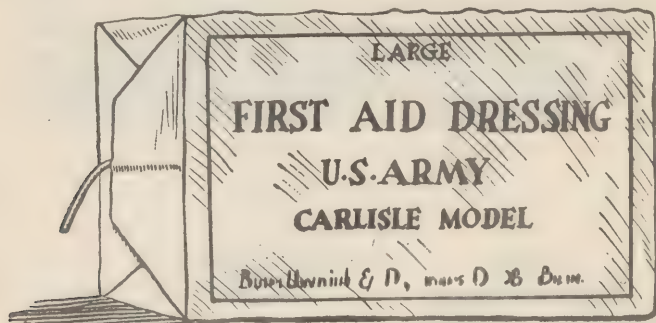 LARGE
FIRST AID DRESSING
U.S. ARMY
CARLISLE MODEL